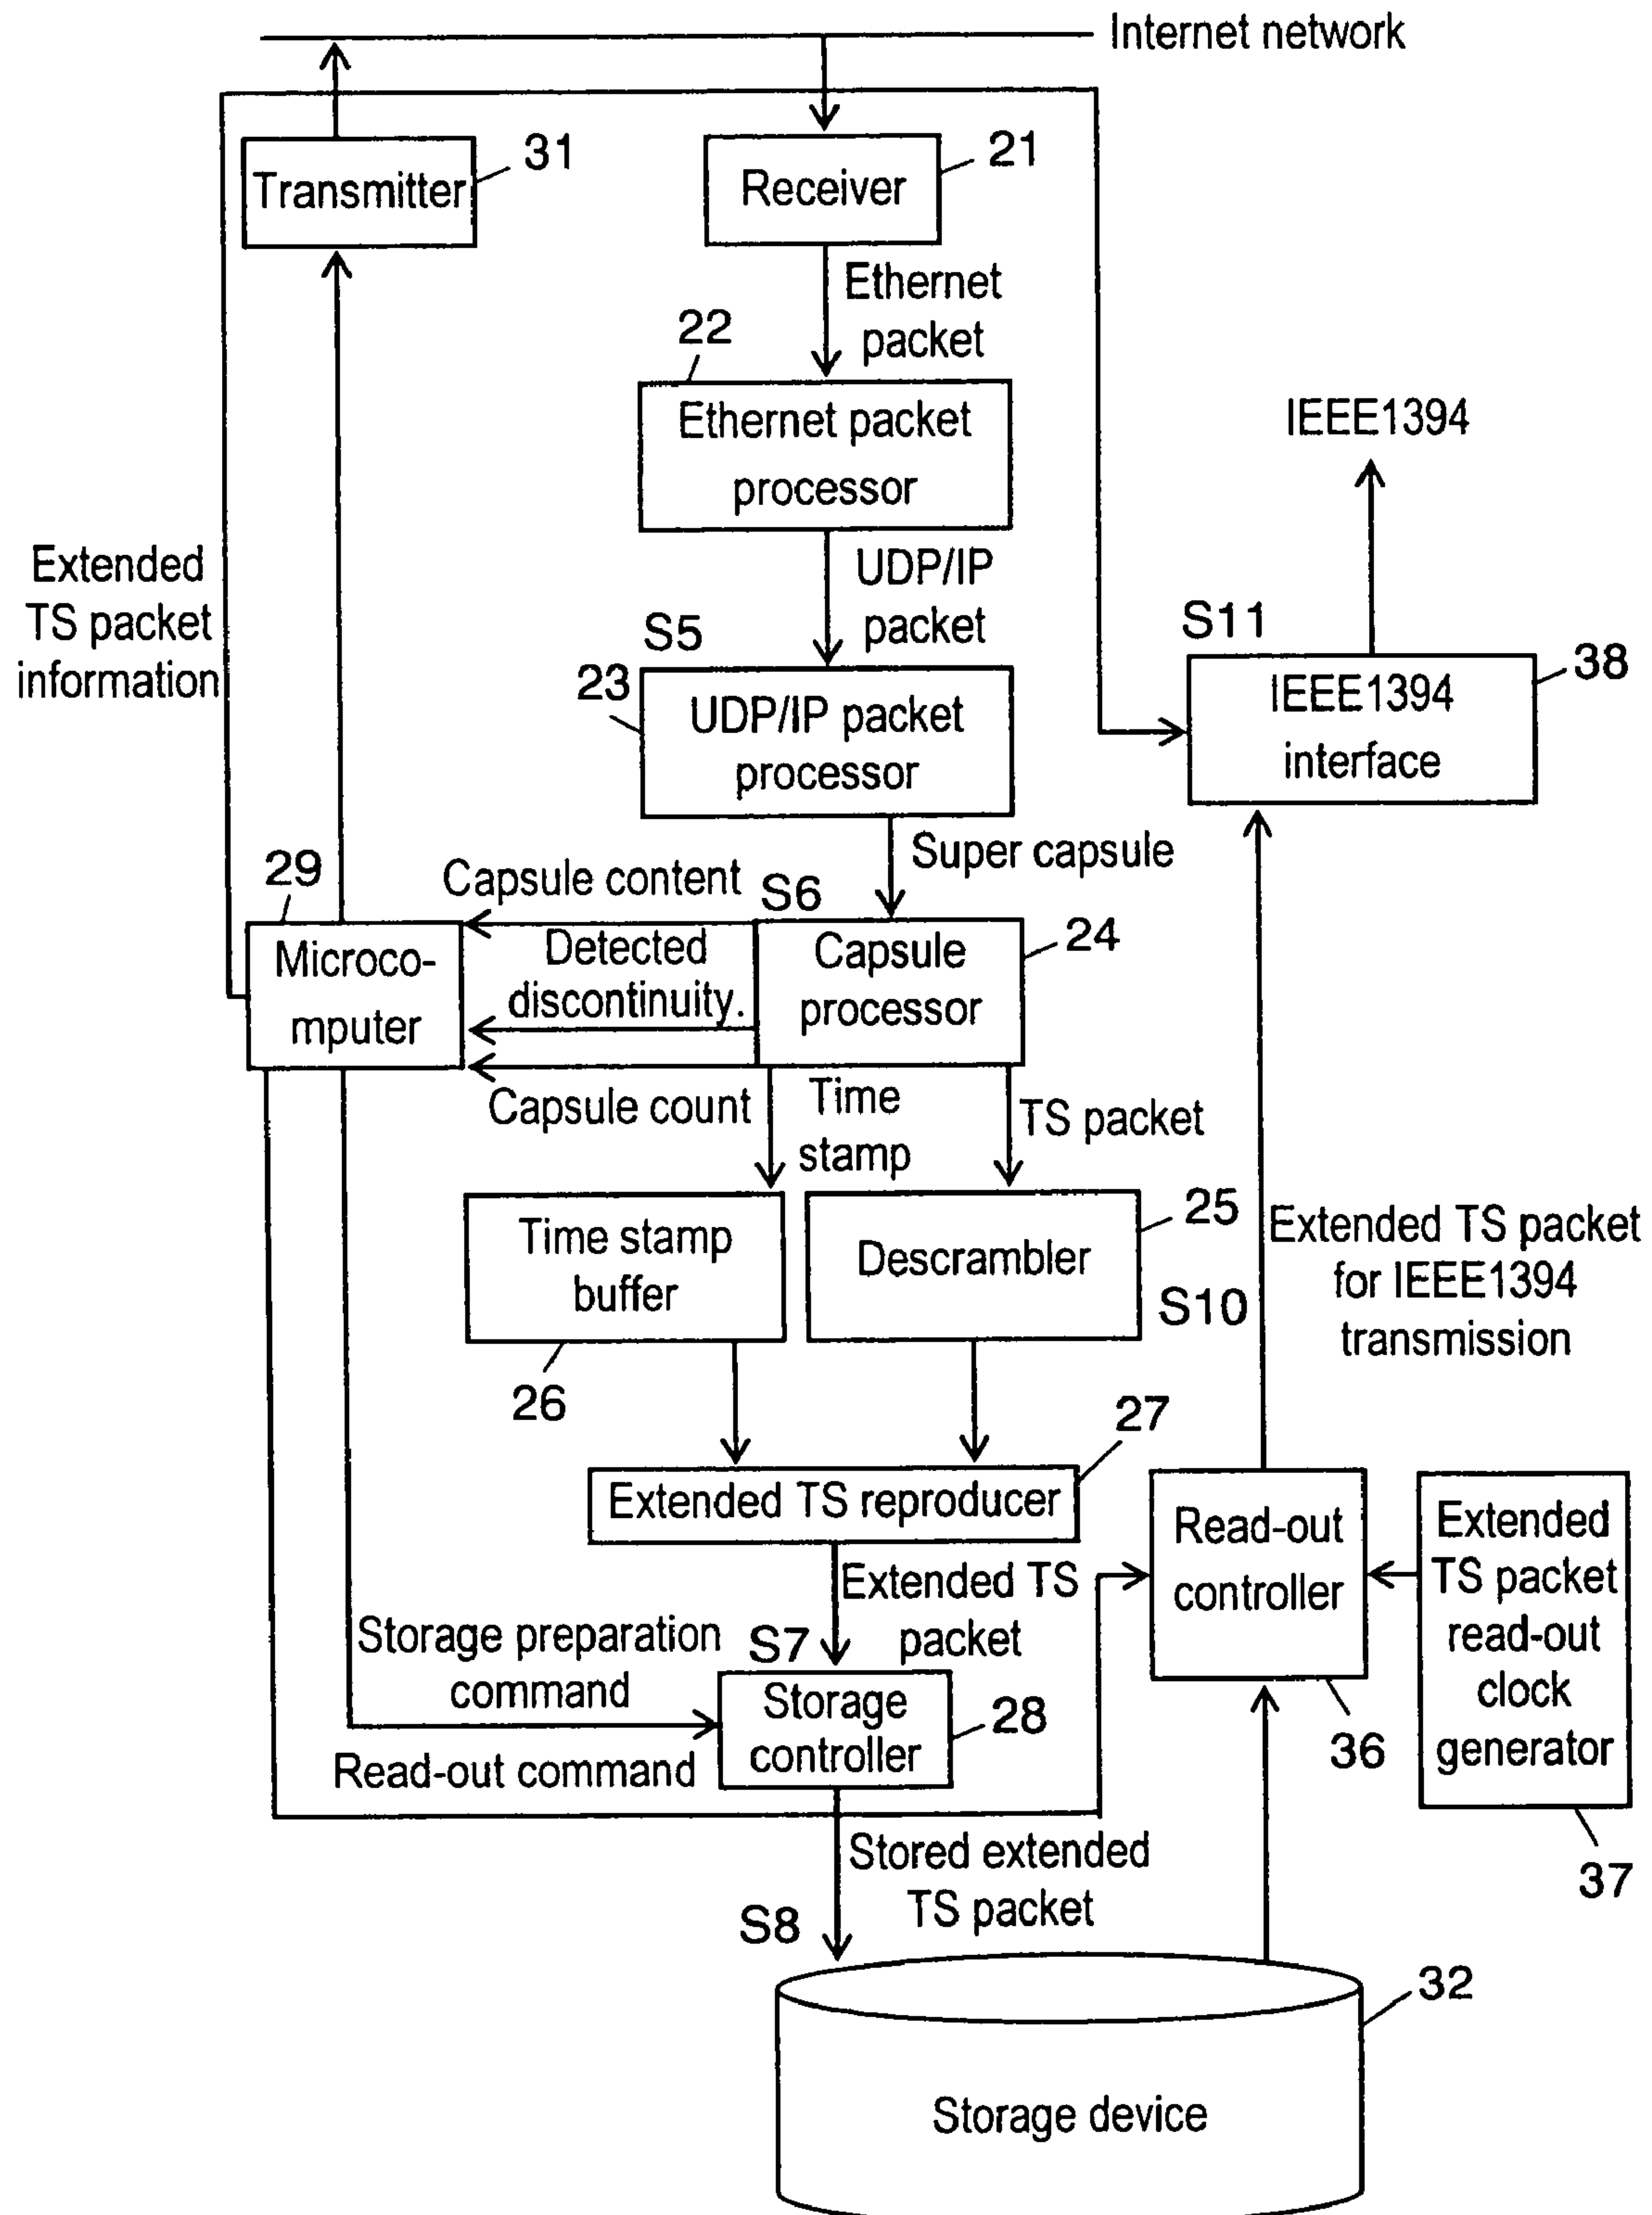 Internet network
31
Transmitter
21
Receiver
Ethernet
packet
22
Ethernet packet
processor
IEEE1394
Extended
TS packet
information
UDP/IP
packet
S5
23
UDP/IP packet
processor
S11
38
IEEE1394
interface
Super capsule
29
Capsule content
S6
Microco-
mputer
Detected
discontinuity.
Capsule
processor
24
Capsule count
Time
stamp
TS packet
Time stamp
buffer
26
Descrambler
25
S10
Extended TS packet
for IEEE1394
transmission
27
Extended TS reproducer
Extended TS
packet
Read-out
controller
36
Extended
TS packet
read-out
clock
generator
37
Storage preparation
command
S7
Storage
controller
28
Read-out command
Stored extended
TS packet
S8
32
Storage device